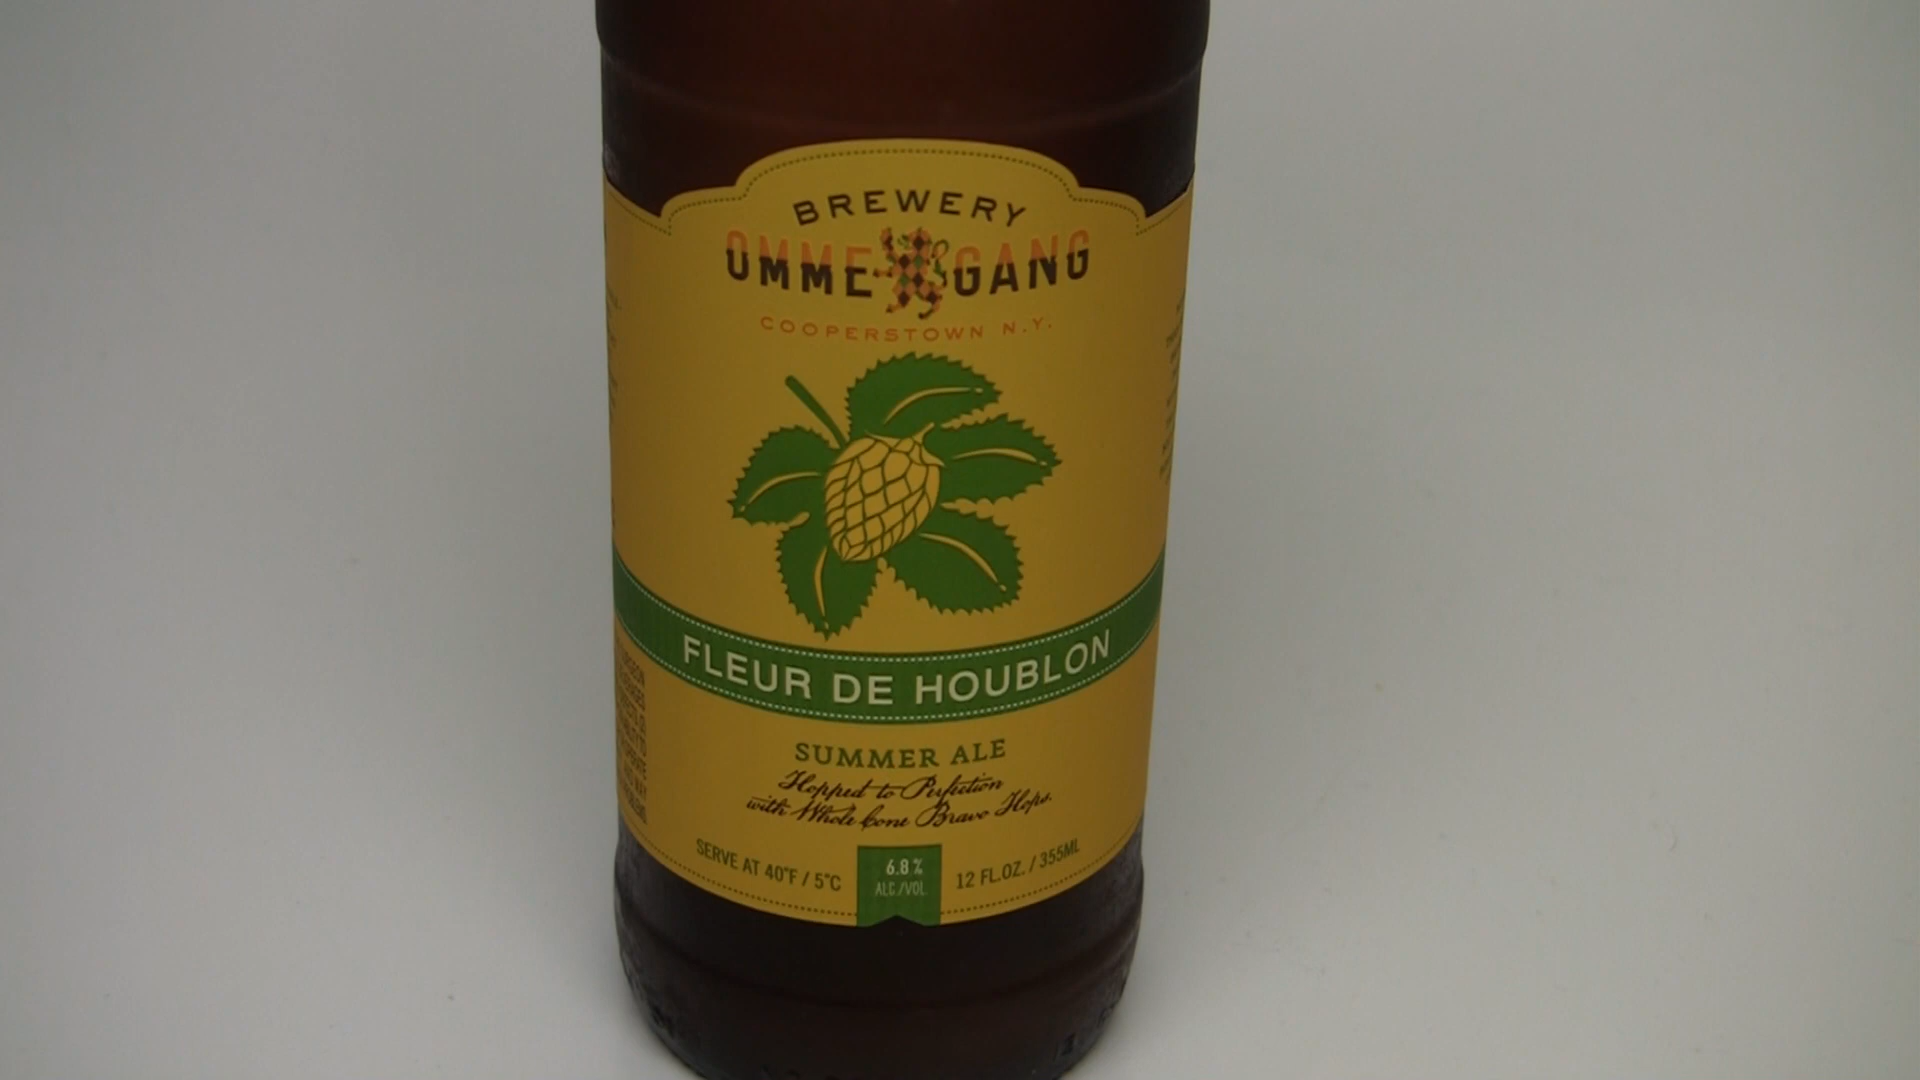 BREWERY
OMMEGANG
COOPERSTOWN N.Y.
FLEUR DE HOUBLON
SUMMER ALE
Hopped to Perfection
with Whole Cone Bravo Hops.
SERVE AT 40°F / 5°C
6.8%
ALC/VOL
12 FL.OZ. / 355ML